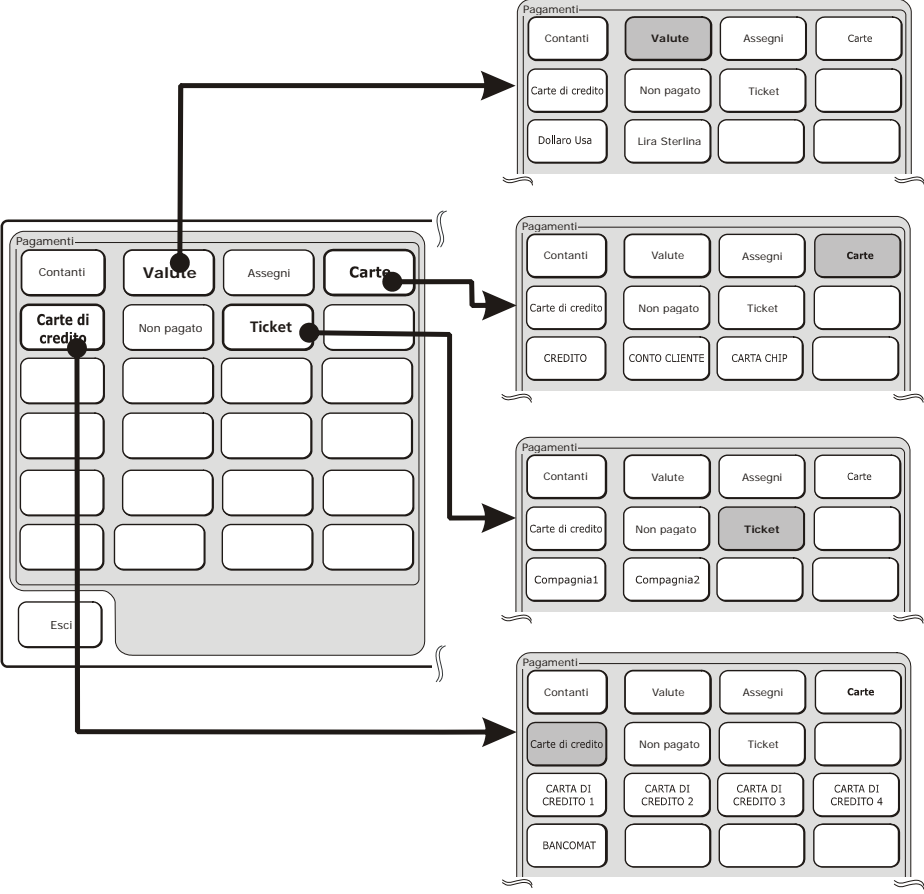 Pagamenti
Contanti Valute Assegni Carte
Carte di credito Non pagato Ticket
Dollaro Usa Lira Sterlina
Pagamenti
Contanti Valute Assegni Carte
Carte di
credito Non pagato Ticket
Esci
Pagamenti
Contanti Valute Assegni Carte
Carte di credito Non pagato Ticket
CREDITO CONTO CLIENTE CARTA CHIP
Pagamenti
Contanti Valute Assegni Carte
Carte di credito Non pagato Ticket
Compagnia1 Compagnia2
Pagamenti
Contanti Valute Assegni Carte
Carte di credito Non pagato Ticket
CARTA DI CARTA DI CARTA DI CARTA DI
CREDITO 1 CREDITO 2 CREDITO 3 CREDITO 4
BANCOMAT